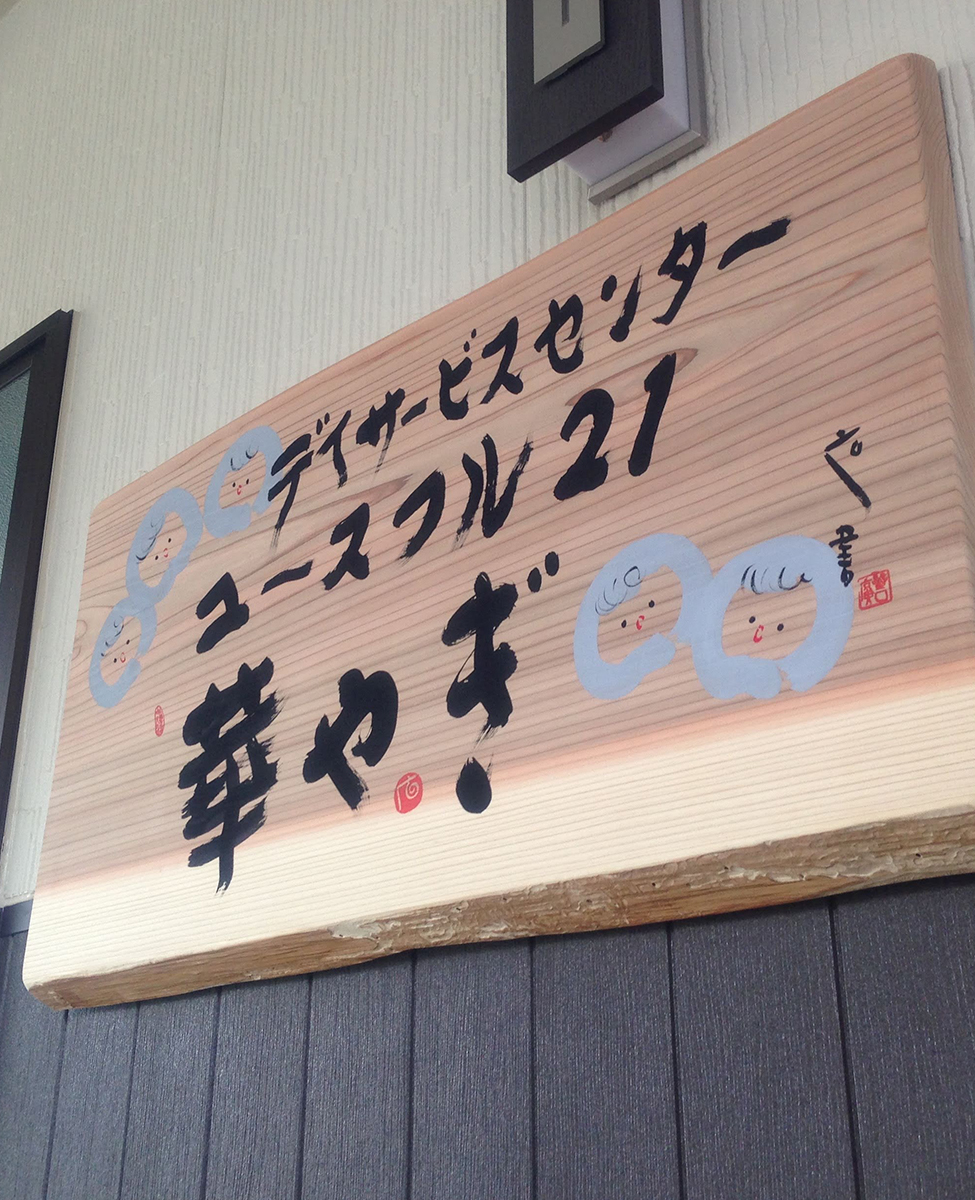 デイサービスセンター
ユースフル21
華やぎ